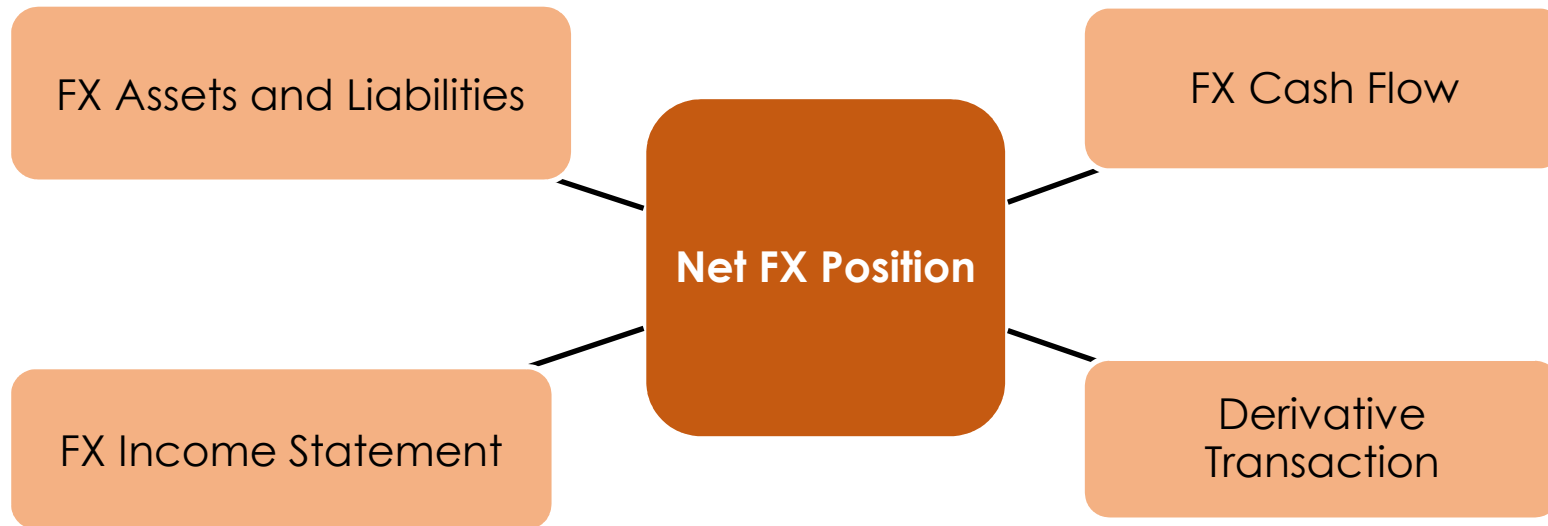 FX Assets and Liabilities
FX Cash Flow
Net FX Position
FX Income Statement
Derivative
Transaction